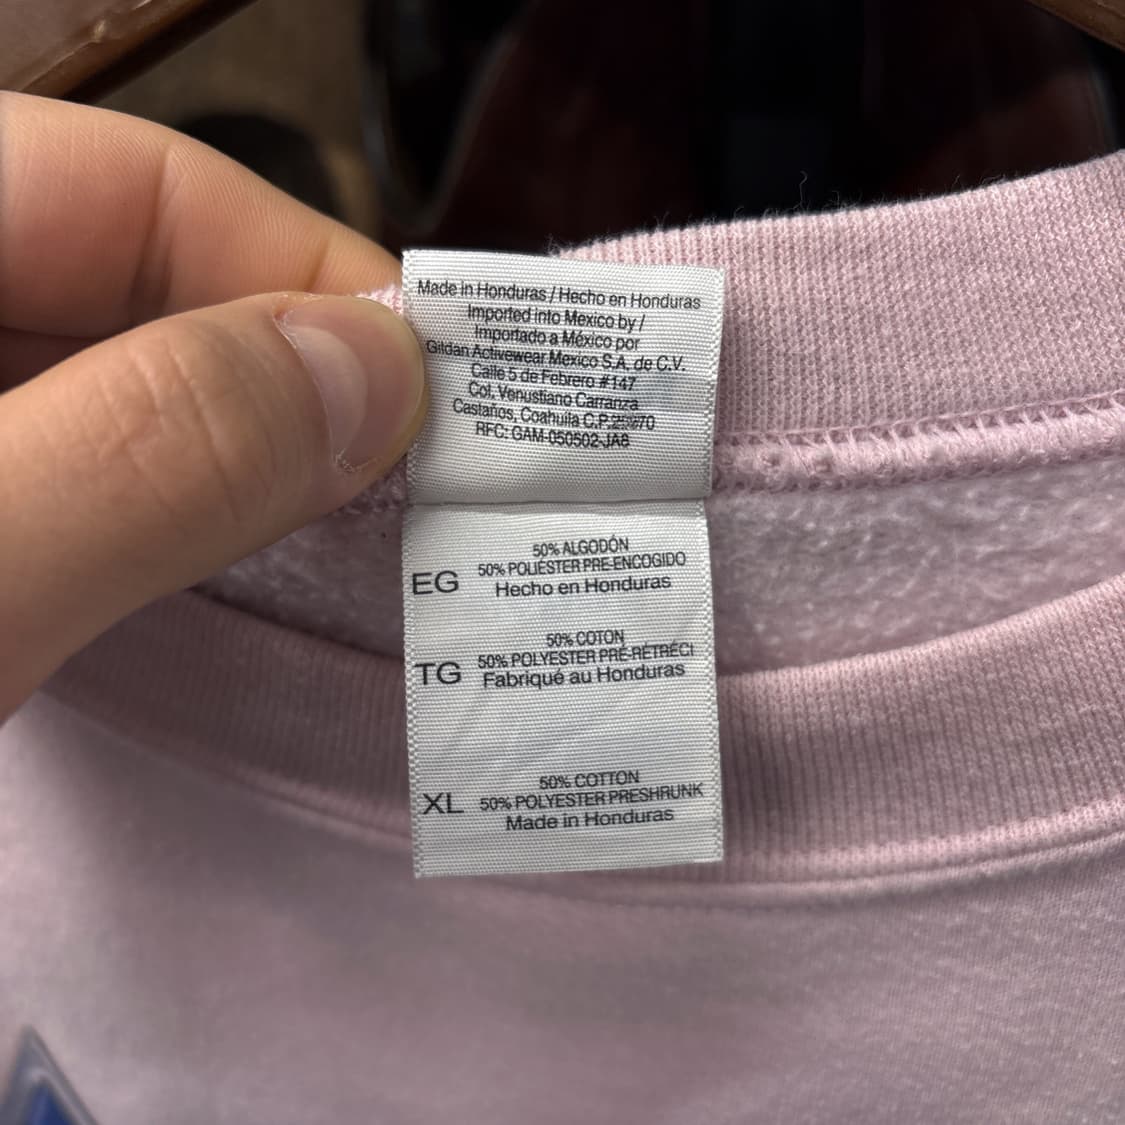 Made in Honduras / Hecho en Honduras
Imported into Mexico by /
Importado a México por
Gildan Activewear Mexico S.A. de C.V.
Calle 5 de Febrero #147
Col. Venustiano Carranza
Castaños, Coahuila C.P.
RFC: GAM-050502-JA8
50% ALGODÓN
EG 50% POLIÉSTER PRE-ENCOGIDO
Hecho en Honduras
50% COTON
TG 50% POLYESTER PRÉ-RÉTRÉCI
Fabriqué au Honduras
50% COTTON
XL 50% POLYESTER PRESHRUNK
Made in Honduras